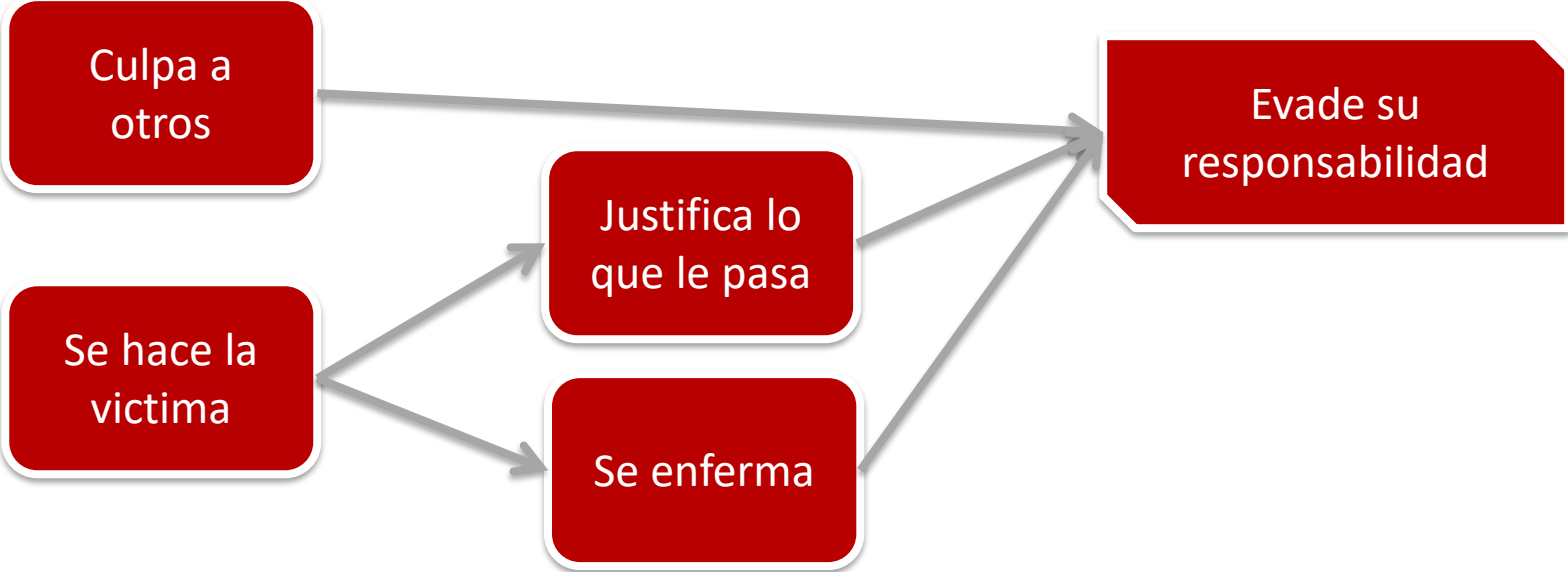 Culpa a
otros
Evade su
responsabilidad
Justifica lo
que le pasa
Se hace la
victima
Se enferma